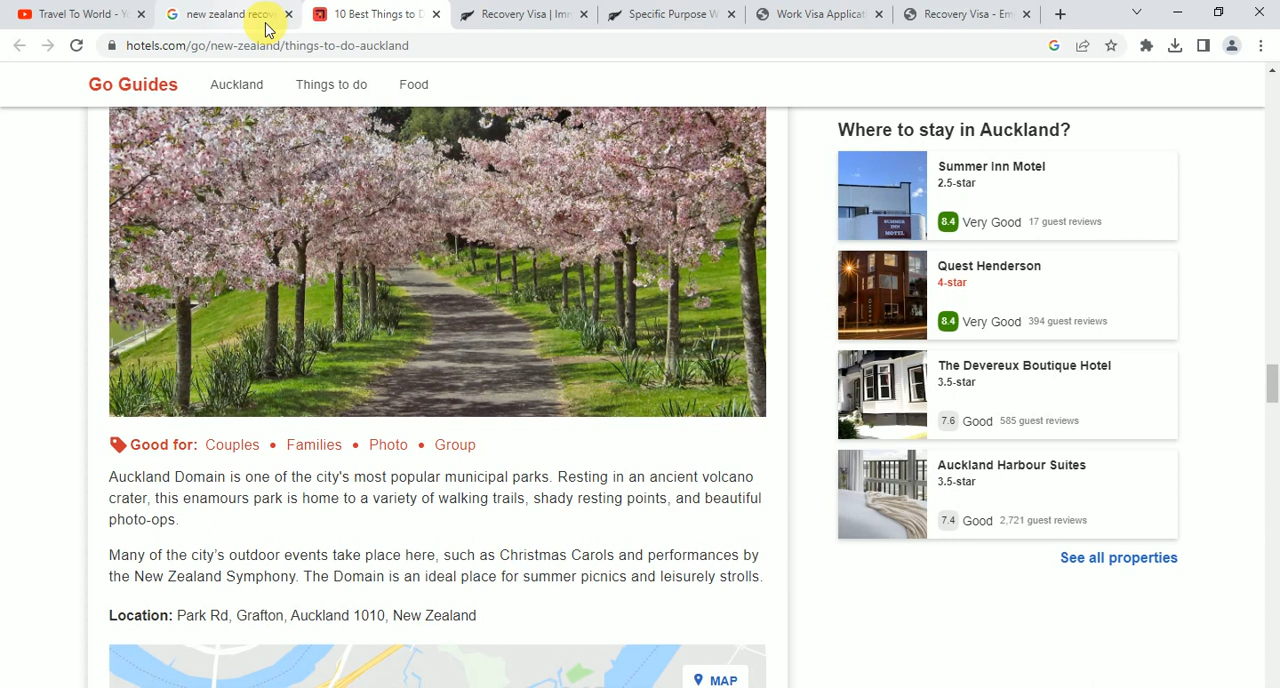 Travel To World - Yo
new zealand recov
10 Best Things to D
Recovery Visa | Imm
Specific Purpose W
Work Visa Applicat
Recovery Visa - Em
hotels.com/go/new-zealand/things-to-do-auckland
Go Guides
Auckland
Things to do
Food
Where to stay in Auckland?
Summer Inn Motel
2.5-star
8.4 Very Good 17 guest reviews
SUMMER
INN
MOTEL
Quest Henderson
4-star
8.4 Very Good 394 guest reviews
The Devereux Boutique Hotel
3.5-star
7.6 Good 585 guest reviews
Auckland Harbour Suites
3.5-star
7.4 Good 2,721 guest reviews
See all properties
Good for: Couples • Families • Photo • Group
Auckland Domain is one of the city's most popular municipal parks. Resting in an ancient volcano
crater, this enamours park is home to a variety of walking trails, shady resting points, and beautiful
photo-ops.
Many of the city's outdoor events take place here, such as Christmas Carols and performances by
the New Zealand Symphony. The Domain is an ideal place for summer picnics and leisurely strolls.
Location: Park Rd, Grafton, Auckland 1010, New Zealand
MAP